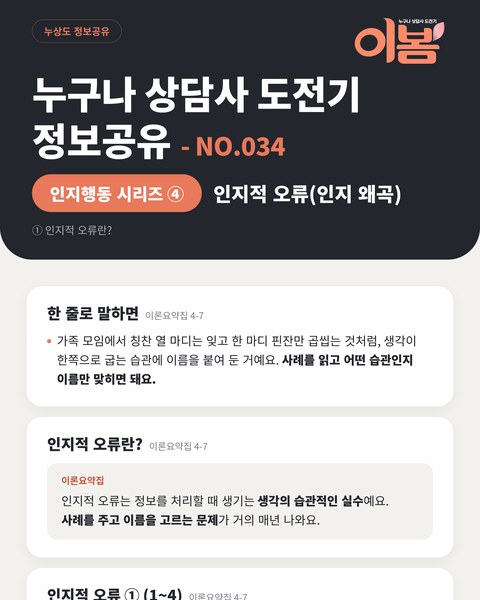 누상도 정보공유
누구나 상담사 도전기
이봄
누구나 상담사 도전기
정보공유 - NO.034
인지행동 시리즈 ④ 인지적 오류(인지 왜곡)
① 인지적 오류란?
한 줄로 말하면 이론요약집 4-7
• 가족 모임에서 칭찬 열 마디는 잊고 한 마디 핀잔만 곱씹는 것처럼, 생각이
한쪽으로 굽는 습관에 이름을 붙여 둔 거예요. 사례를 읽고 어떤 습관인지
이름만 맞히면 돼요.
인지적 오류란? 이론요약집 4-7
이론요약집
인지적 오류는 정보를 처리할 때 생기는 생각의 습관적인 실수예요.
사례를 주고 이름을 고르는 문제가 거의 매년 나와요.
인지적 오류 ① (1~4) 이론요약집 4-7